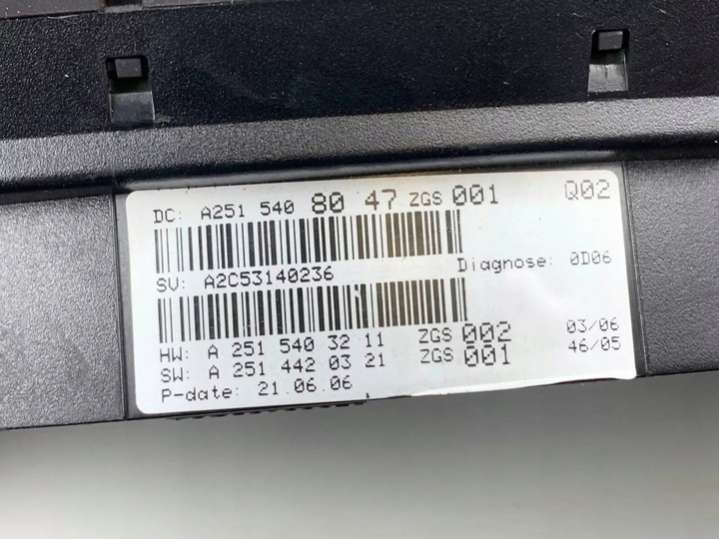 DC: A251 540 80 47 ZGS 001 Q02
SV: A2C53140236 Diagnose: 0D06
HW: A 251 540 32 11 ZGS 002 03/06
SW: A 251 442 03 21 ZGS 001 46/05
P-date: 21.06.06